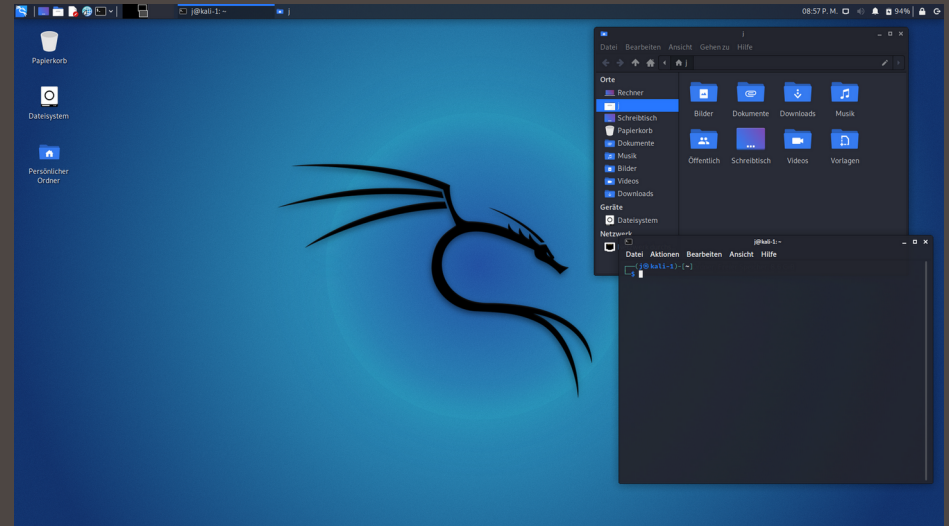 j@kali-1: ~
j
08:57 P. M.
94%
Papierkorb
Dateisystem
Persönlicher
Ordner
j
Datei Bearbeiten Ansicht Gehen zu Hilfe
j
Orte
Rechner
j
Schreibtisch
Papierkorb
Dokumente
Musik
Bilder
Videos
Downloads
Geräte
Dateisystem
Netzwerk
Bilder Dokumente Downloads Musik
Öffentlich Schreibtisch Videos Vorlagen
j@kali-1: ~
Datei Aktionen Bearbeiten Ansicht Hilfe
(j㉿kali-1)-[~]
$